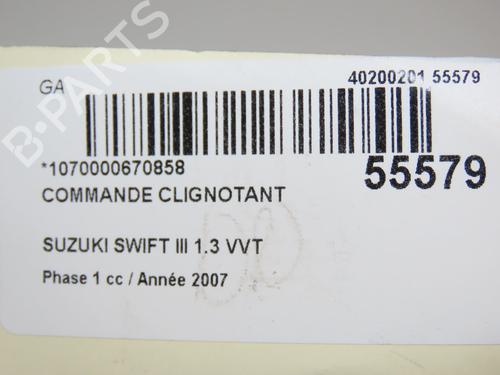 GA
40200201 55579
*1070000670858
55579
COMMANDE CLIGNOTANT
SUZUKI SWIFT III 1.3 VVT
Phase 1 cc / Année 2007
B-PARTS